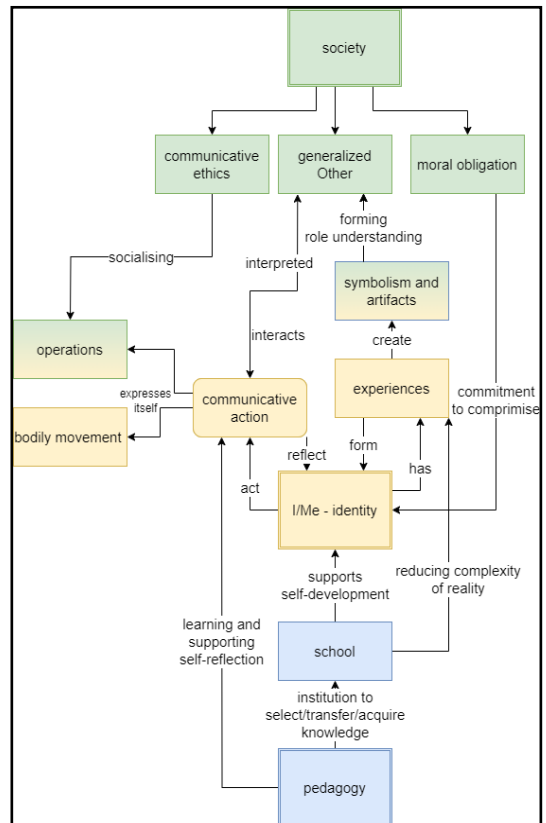 society
communicative
ethics
generalized
Other
moral obligation
forming
role understanding
socialising
interpreted
symbolism and
artifacts
interacts
create
operations
expresses
itself
communicative
action
experiences
commitment
to comprimise
bodily movement
reflect
form
has
act
I/Me - identity
supports
self-development
reducing complexity
of reality
learning and
supporting
self-reflection
school
institution to
select/transfer/acquire
knowledge
pedagogy